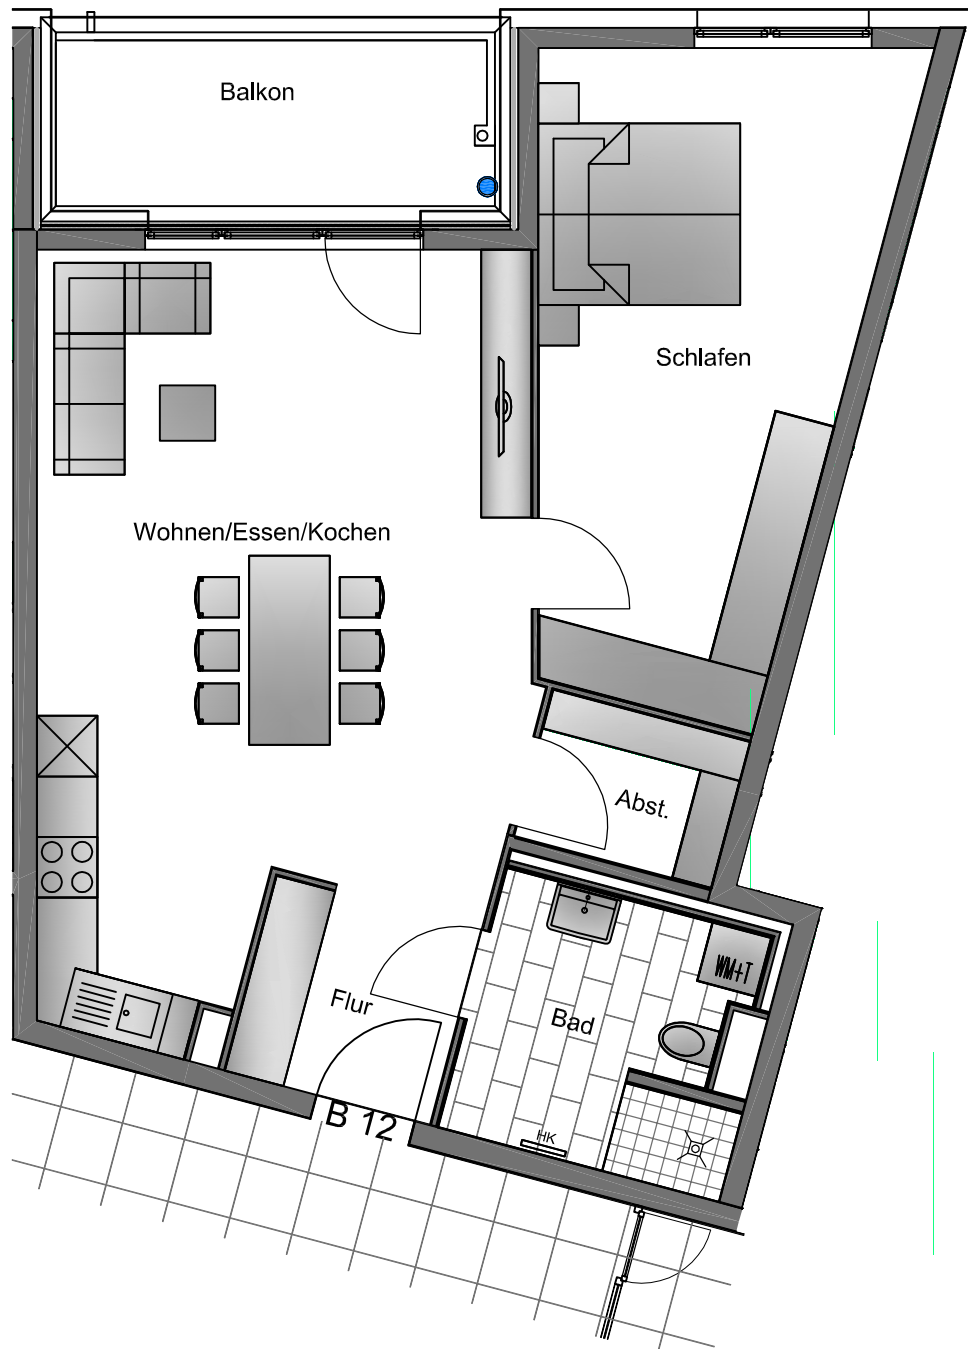 Balkon
Schlafen
Wohnen/Essen/Kochen
Abst.
WM+T
Flur
Bad
B 12
HK